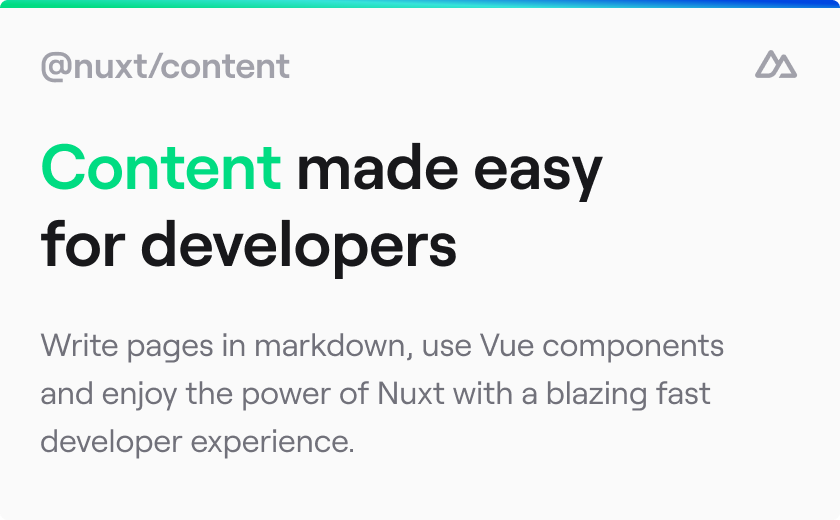 @nuxt/content
Content made easy
for developers
Write pages in markdown, use Vue components
and enjoy the power of Nuxt with a blazing fast
developer experience.